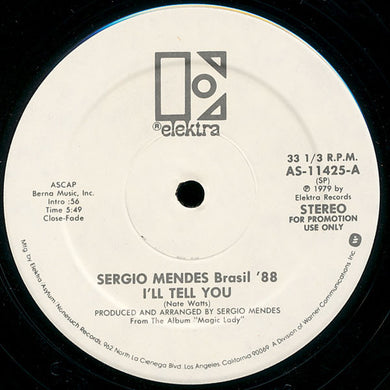 ® elektra
ASCAP
Berna Music, Inc.
Intro :56
Time 5:49
Close-Fade
33 1/3 R.P.M.
AS-11425-A
(SP)
℗ 1979 by
Elektra Records
STEREO
FOR PROMOTION
USE ONLY
SERGIO MENDES Brasil '88
I'LL TELL YOU
(Nate Watts)
PRODUCED AND ARRANGED BY SERGIO MENDES
From The Album "Magic Lady"
Mfg. by Elektra/Asylum/Nonesuch Records, 962 North La Cienega Blvd. Los Angeles, California 90069. A Division of Warner Communications Inc.